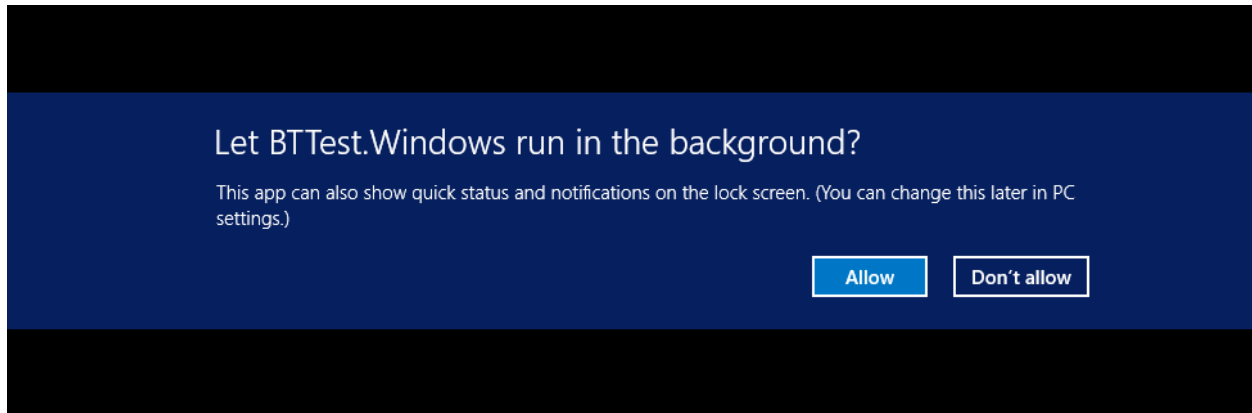 Let BTTest.Windows run in the background?
This app can also show quick status and notifications on the lock screen. (You can change this later in PC
settings.)
Allow
Don't allow